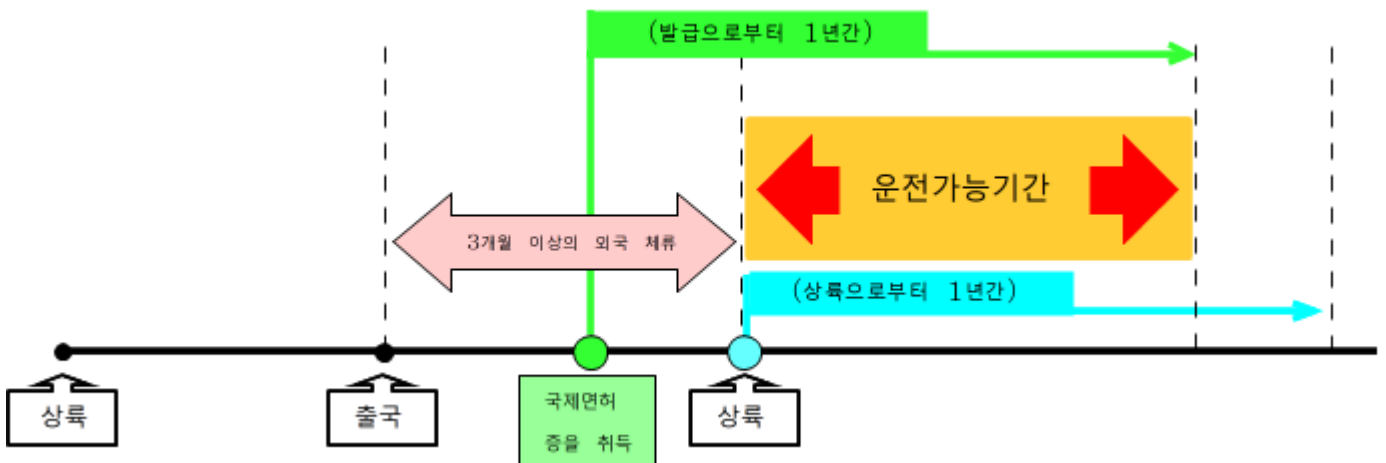 (발급으로부터 1년간)
운전가능기간
3개월 이상의 외국 체류
(상륙으로부터 1년간)
상륙
출국
국제면허
증을 취득
상륙